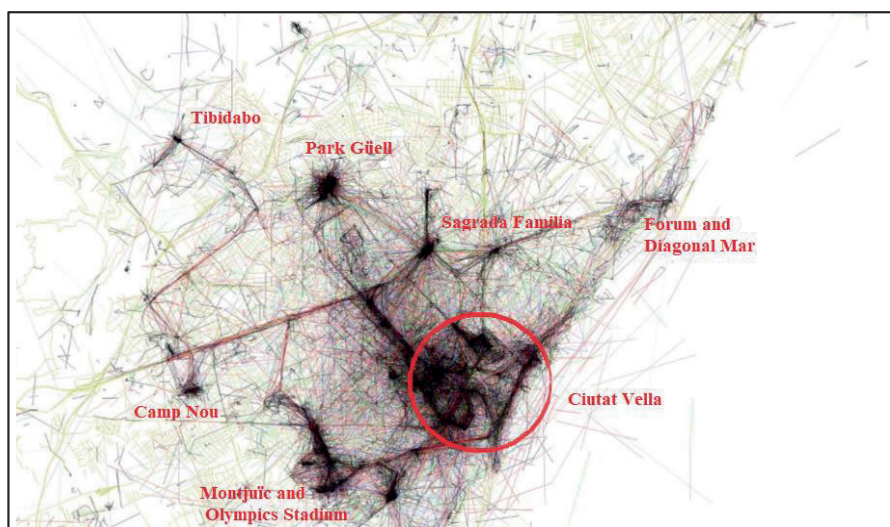 Tibidabo
Park Güell
Sagrada Familia
Forum and
Diagonal Mar
Ciutat Vella
Camp Nou
Montjuïc and
Olympics Stadium